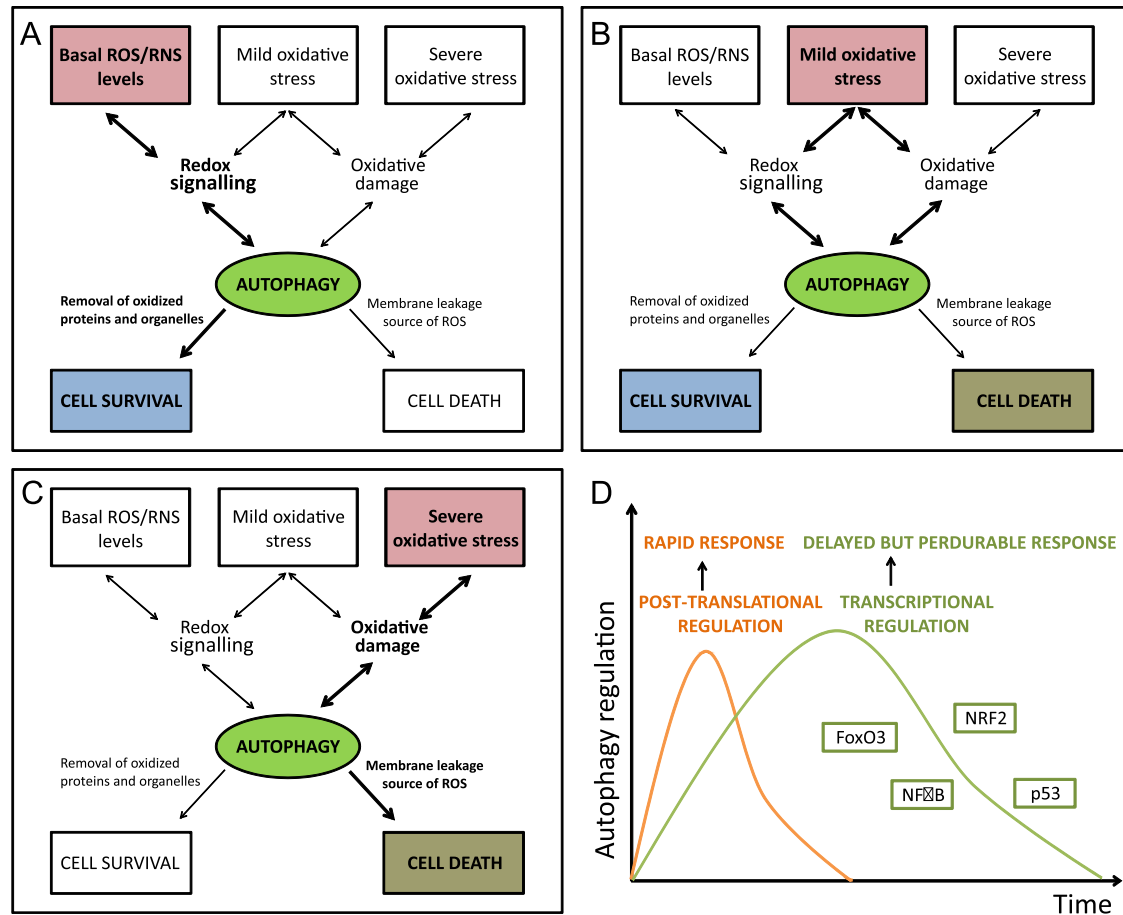 A
Basal ROS/RNS
levels
Mild oxidative
stress
Severe
oxidative stress
Redox
signalling
Oxidative
damage
AUTOPHAGY
Removal of oxidized
proteins and organelles
Membrane leakage
source of ROS
CELL SURVIVAL
CELL DEATH
B
Basal ROS/RNS
levels
Mild oxidative
stress
Severe
oxidative stress
Redox
signalling
Oxidative
damage
AUTOPHAGY
Removal of oxidized
proteins and organelles
Membrane leakage
source of ROS
CELL SURVIVAL
CELL DEATH
C
Basal ROS/RNS
levels
Mild oxidative
stress
Severe
oxidative stress
Redox
signalling
Oxidative
damage
AUTOPHAGY
Removal of oxidized
proteins and organelles
Membrane leakage
source of ROS
CELL SURVIVAL
CELL DEATH
D
RAPID RESPONSE
DELAYED BUT PERDURABLE RESPONSE
POST-TRANSLATIONAL
REGULATION
TRANSCRIPTIONAL
REGULATION
Autophagy regulation
NRF2
FoxO3
p53
Time